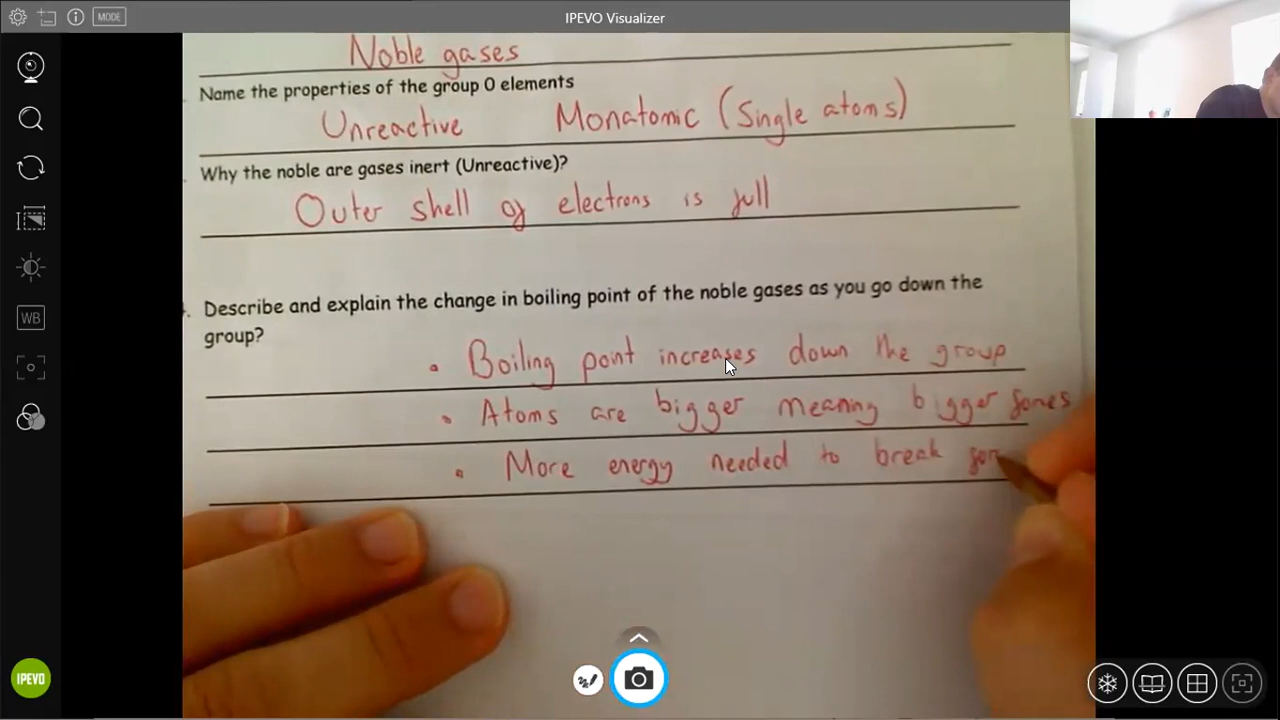 MODE
IPEVO Visualizer
Noble gases
Name the properties of the group 0 elements
Unreactive Monatomic (Single atoms)
Why the noble are gases inert (Unreactive)?
Outer shell of electrons is full
Describe and explain the change in boiling point of the noble gases as you go down the
group?
• Boiling point increases down the group
• Atoms are bigger meaning bigger
• More energy needed to break
WB
IPEVO